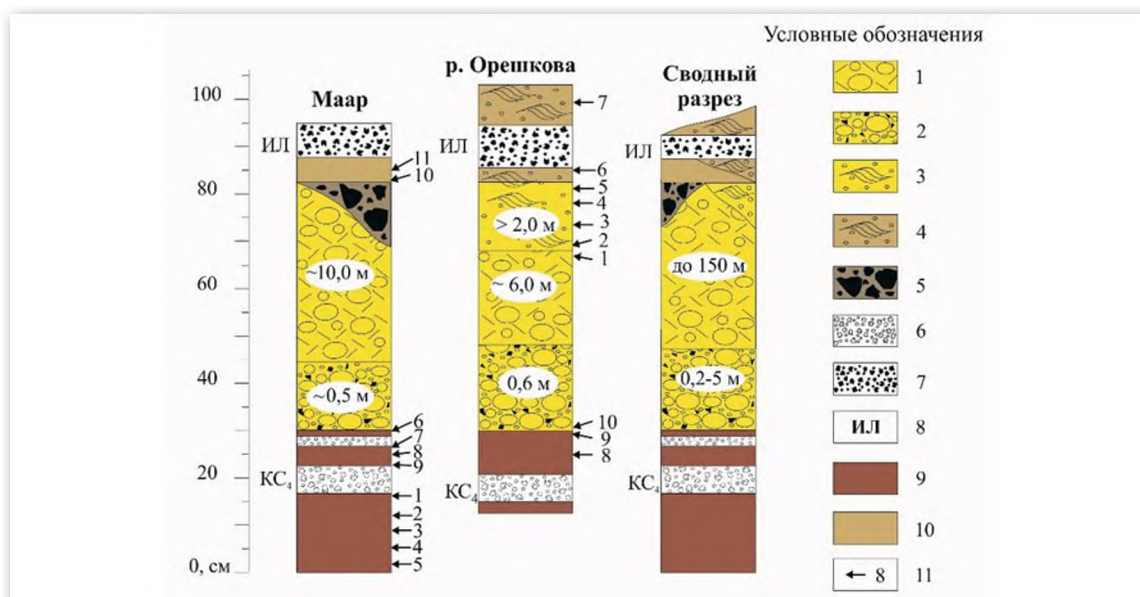 Условные обозначения
100
80
60
40
20
0, см
Маар
ИЛ
11
10
~10,0 м
~0,5 м
6
7
8
9
КС₄
1
2
3
4
5
р. Орешкова
7
ИЛ
6
5
4
3
2
1
> 2,0 м
~ 6,0 м
0,6 м
10
9
8
КС₄
Сводный
разрез
ИЛ
до 150 м
0,2-5 м
КС₄
1
2
3
4
5
6
7
ИЛ 8
9
10
8 11